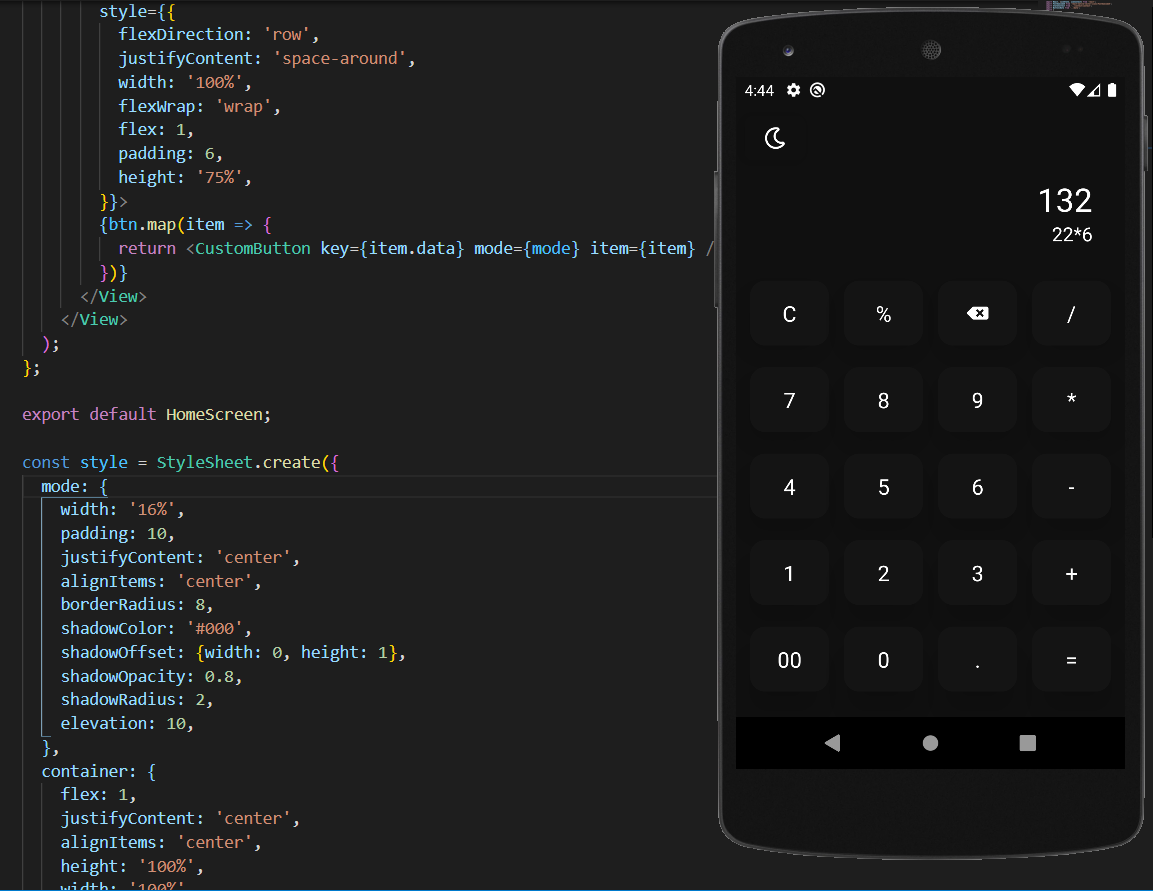 style={{
flexDirection: 'row',
justifyContent: 'space-around',
width: '100%',
flexWrap: 'wrap',
flex: 1,
padding: 6,
height: '75%',
}}>
{btn.map(item => {
return <CustomButton key={item.data} mode={mode} item={item} /
})}
</View>
</View>
);
};
export default HomeScreen;
const style = StyleSheet.create({
mode: {
width: '16%',
padding: 10,
justifyContent: 'center',
alignItems: 'center',
borderRadius: 8,
shadowColor: '#000',
shadowOffset: {width: 0, height: 1},
shadowOpacity: 0.8,
shadowRadius: 2,
elevation: 10,
},
container: {
flex: 1,
justifyContent: 'center',
alignItems: 'center',
height: '100%',
width: '100%'
4:44
132
22*6
C % /
7 8 9 *
4 5 6 -
1 2 3 +
00 0 . =